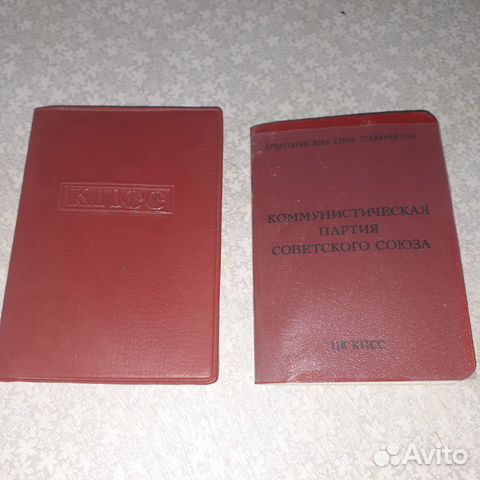 КПСС
ПРОЛЕТАРИИ ВСЕХ СТРАН, СОЕДИНЯЙТЕСЬ!
КОММУНИСТИЧЕСКАЯ
ПАРТИЯ
СОВЕТСКОГО СОЮЗА
ЦК КПСС
Avito